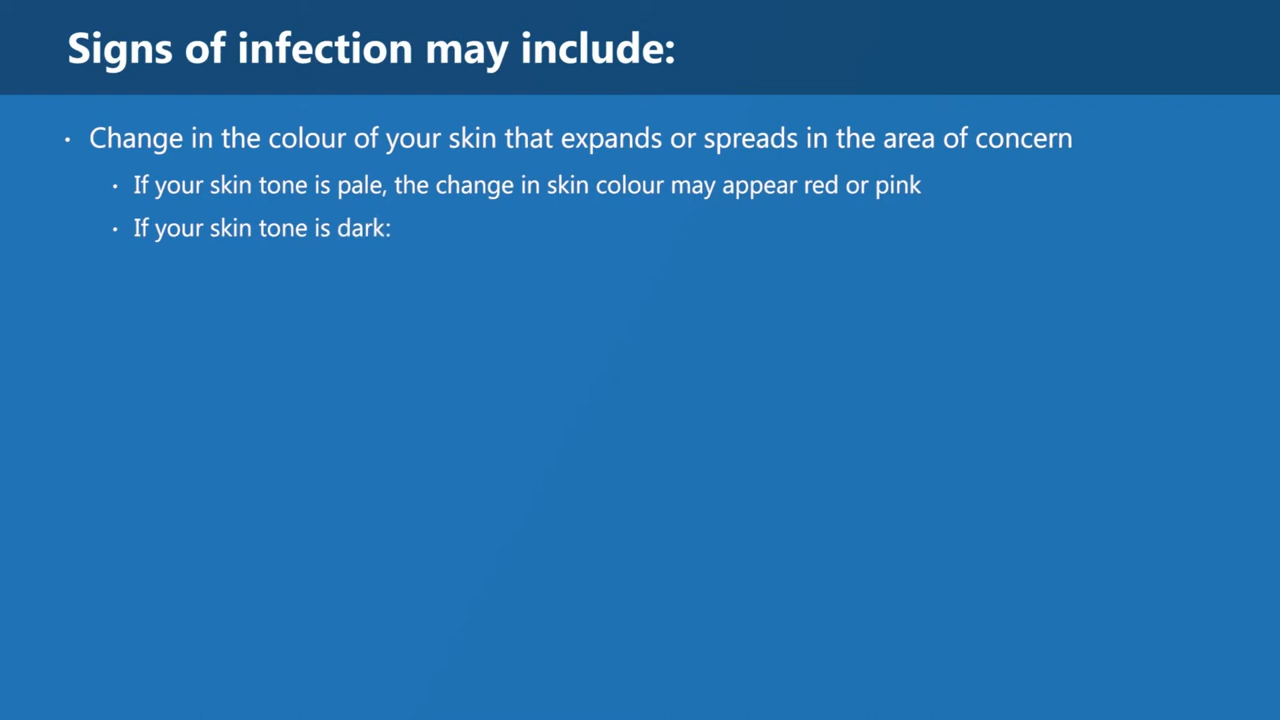 Signs of infection may include:
• Change in the colour of your skin that expands or spreads in the area of concern
• If your skin tone is pale, the change in skin colour may appear red or pink
• If your skin tone is dark: